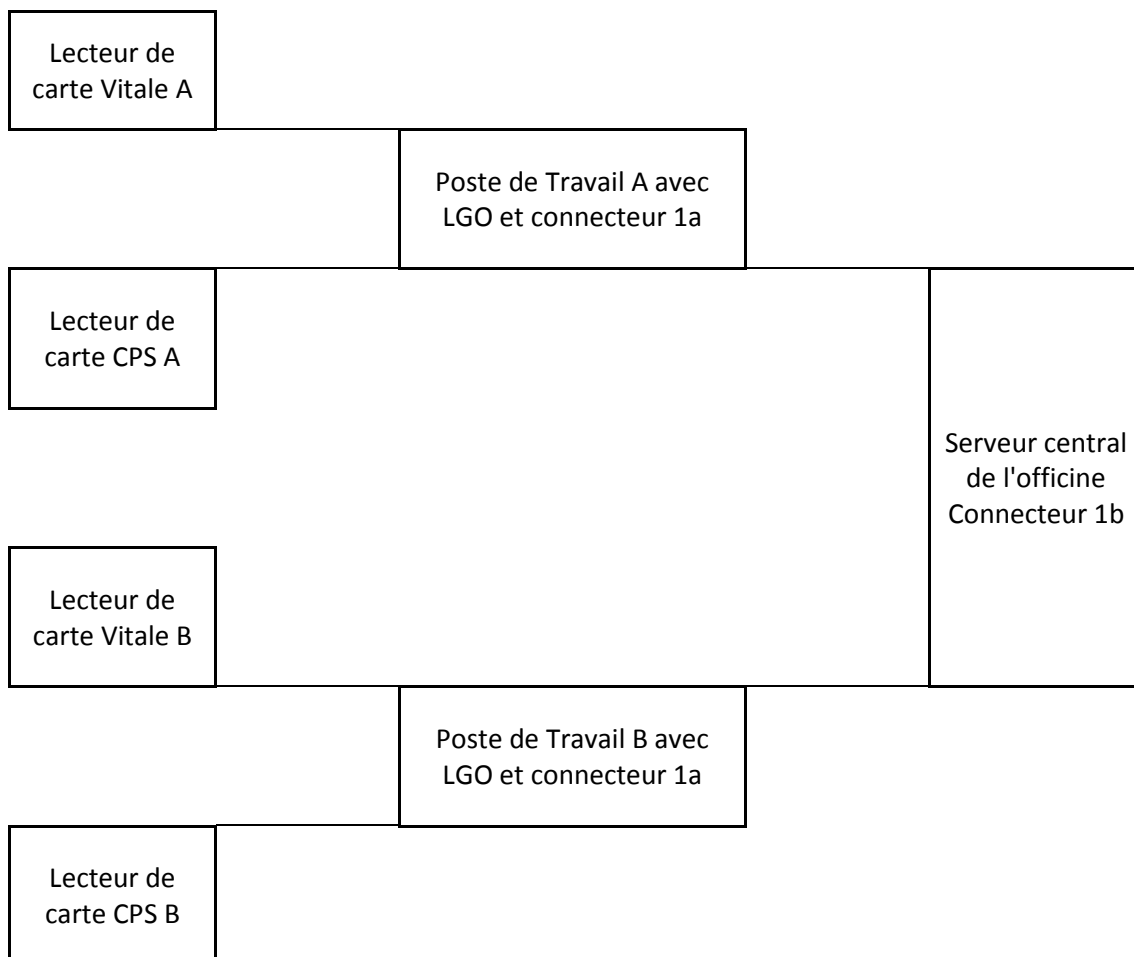 Lecteur de
carte Vitale A
Poste de Travail A avec
LGO et connecteur 1a
Lecteur de
carte CPS A
Serveur central
de l'officine
Connecteur 1b
Lecteur de
carte Vitale B
Poste de Travail B avec
LGO et connecteur 1a
Lecteur de
carte CPS B